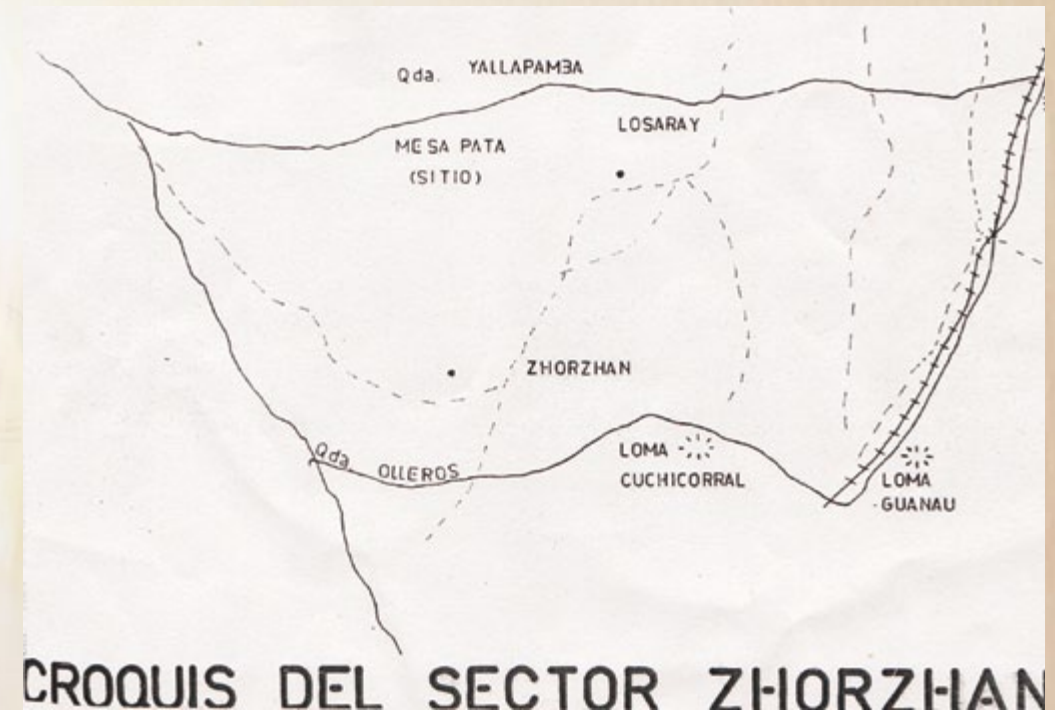 Qda. YALLAPAMBA
LOSARAY
MESA PATA
(SITIO)
ZHORZHAN
Qda. OLLEROS
LOMA
CUCHICORRAL
LOMA
GUANAU
CROQUIS DEL SECTOR ZHORZHAN